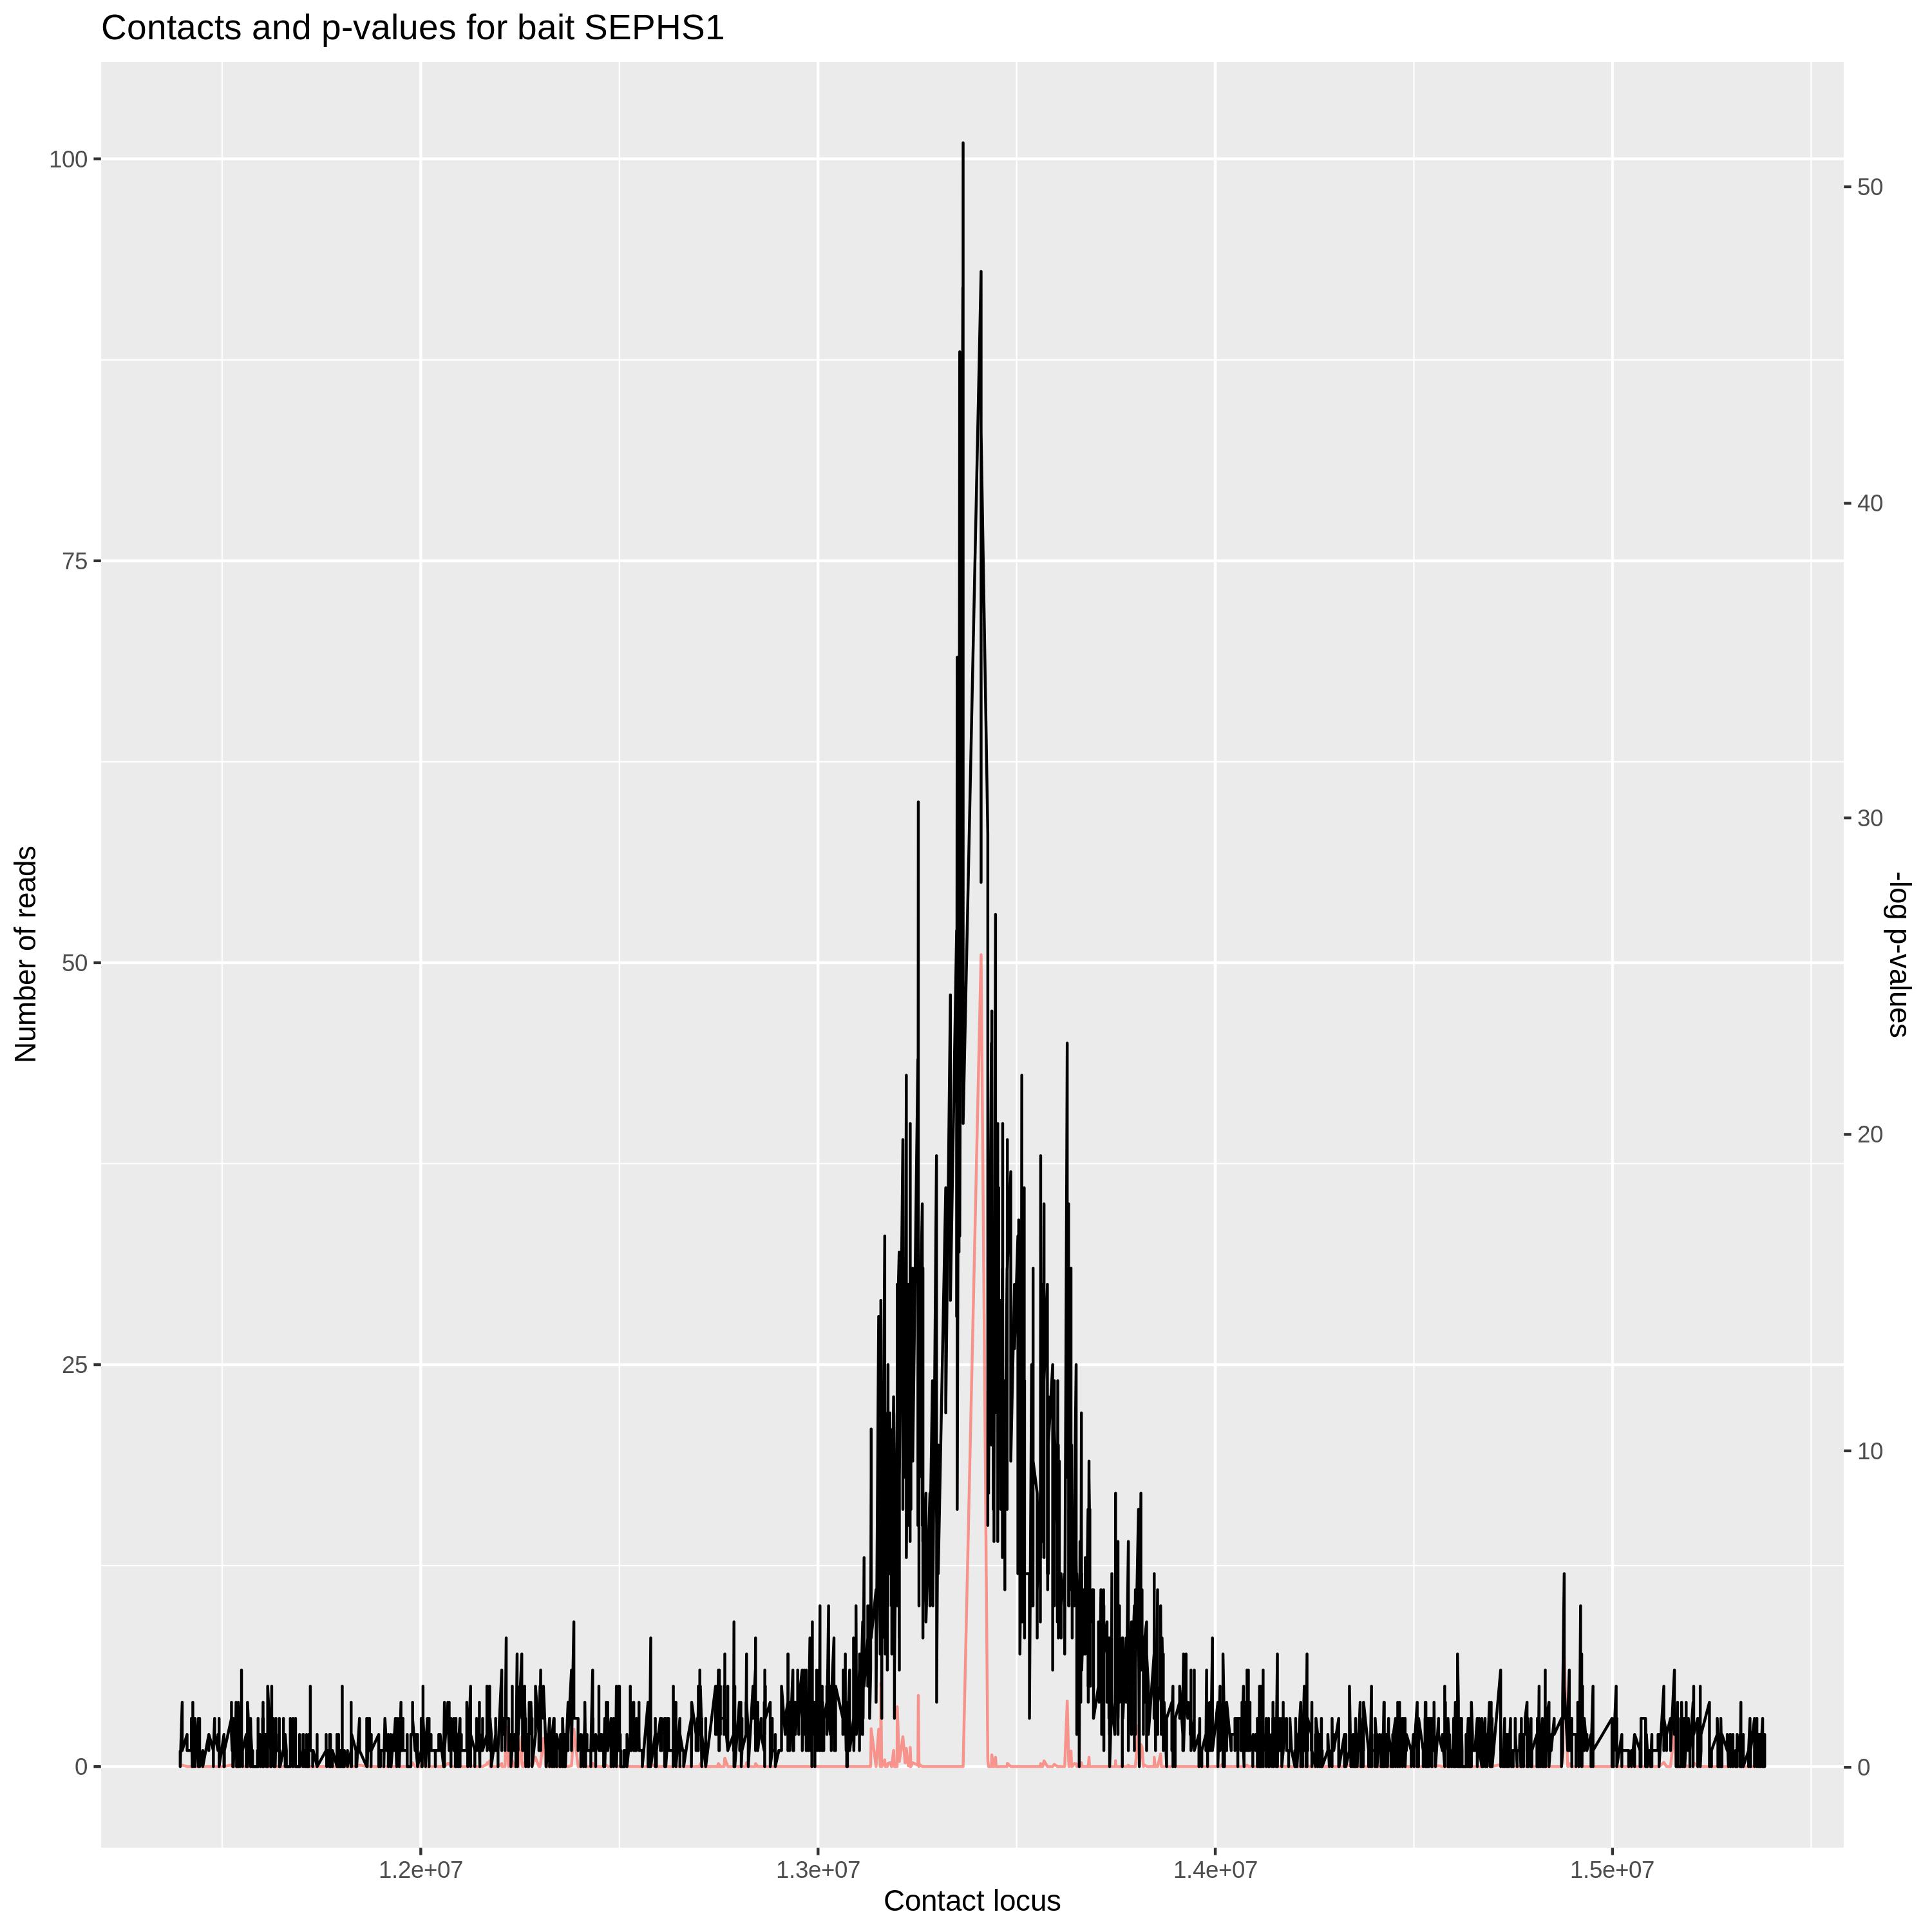 Contacts and p-values for bait SEPHS1
100
75
50
25
0
Number of reads
50
40
30
20
10
0
-log p-values
1.2e+07
1.3e+07
1.4e+07
1.5e+07
Contact locus